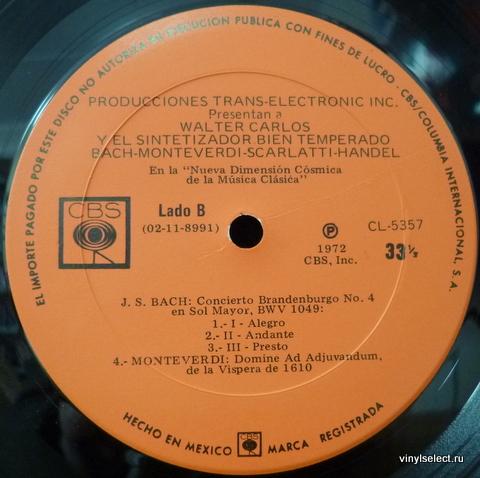 EL IMPORTE PAGADO POR ESTE DISCO NO AUTORIZA SU EJECUCION PUBLICA CON FINES DE LUCRO - CBS/COLUMBIA INTERNACIONAL, S.A.
PRODUCCIONES TRANS-ELECTRONIC INC.
Presentan a
WALTER CARLOS
Y EL SINTETIZADOR BIEN TEMPERADO
BACH-MONTEVERDI-SCARLATTI-HANDEL
En la "Nueva Dimensión Cósmica
de la Música Clásica"
CBS
Lado B
(02-11-8991)
℗
1972
CBS, Inc.
CL-5357
33 1/3
J. S. BACH: Concierto Brandenburgo No. 4
en Sol Mayor, BWV 1049:
1.- I - Alegro
2.- II - Andante
3.- III - Presto
4.- MONTEVERDI: Domine Ad Adjuvandum,
de la Vispera de 1610
HECHO EN MEXICO
CBS
MARCA REGISTRADA
vinylselect.ru